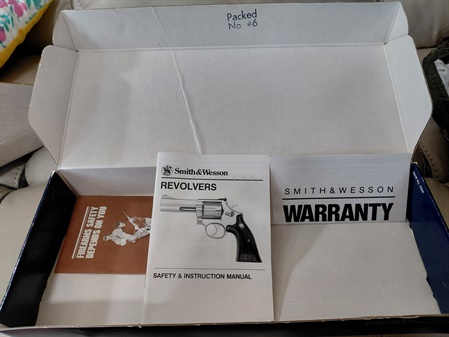 Packed
No #6
Smith & Wesson
REVOLVERS
SAFETY & INSTRUCTION MANUAL
SMITH & WESSON
WARRANTY
FIREARMS SAFETY
DEPENDS ON YOU